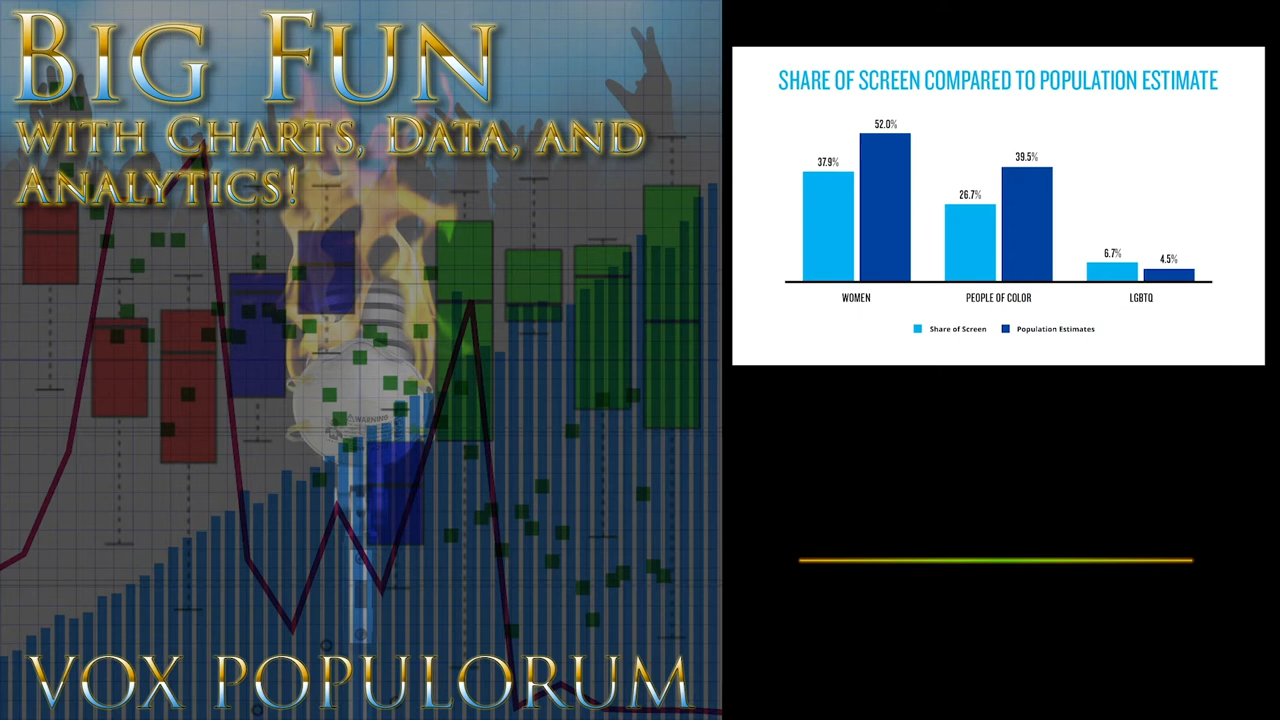 BIG FUN
WITH CHARTS, DATA, AND
ANALYTICS!
⚠WARNING
VOX POPULORUM
SHARE OF SCREEN COMPARED TO POPULATION ESTIMATE
37.9%
52.0%
26.7%
39.5%
6.7%
4.5%
WOMEN
PEOPLE OF COLOR
LGBTQ
Share of Screen
Population Estimates